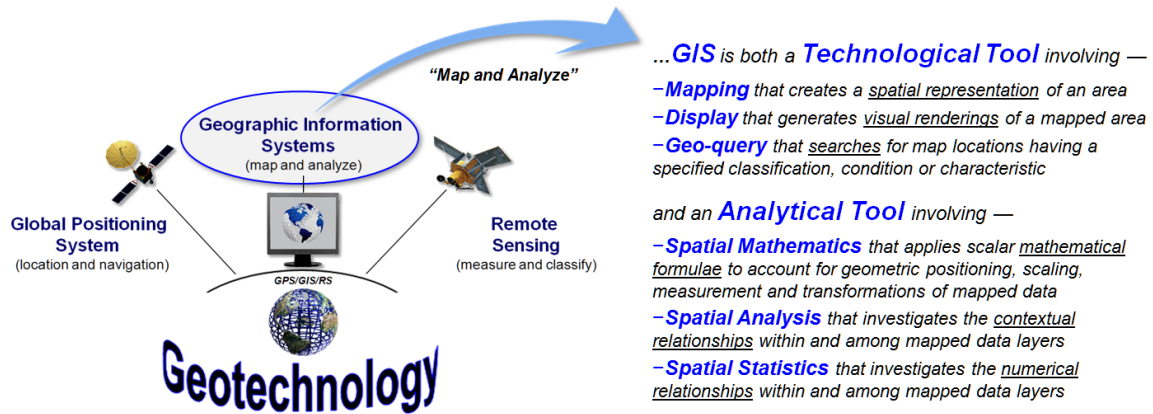 "Map and Analyze"
Geographic Information
Systems
(map and analyze)
Global Positioning
System
(location and navigation)
Remote
Sensing
(measure and classify)
GPS/GIS/RS
Geotechnology
...GIS is both a Technological Tool involving —
–Mapping that creates a spatial representation of an area
–Display that generates visual renderings of a mapped area
–Geo-query that searches for map locations having a
specified classification, condition or characteristic
and an Analytical Tool involving —
–Spatial Mathematics that applies scalar mathematical
formulae to account for geometric positioning, scaling,
measurement and transformations of mapped data
–Spatial Analysis that investigates the contextual
relationships within and among mapped data layers
–Spatial Statistics that investigates the numerical
relationships within and among mapped data layers